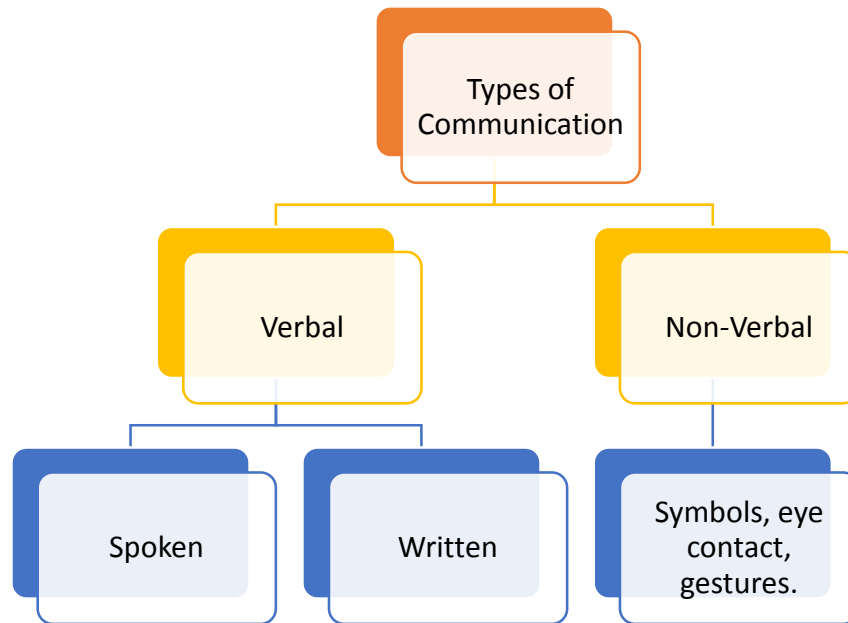 Types of
Communication
Verbal
Non-Verbal
Spoken
Written
Symbols, eye
contact,
gestures.